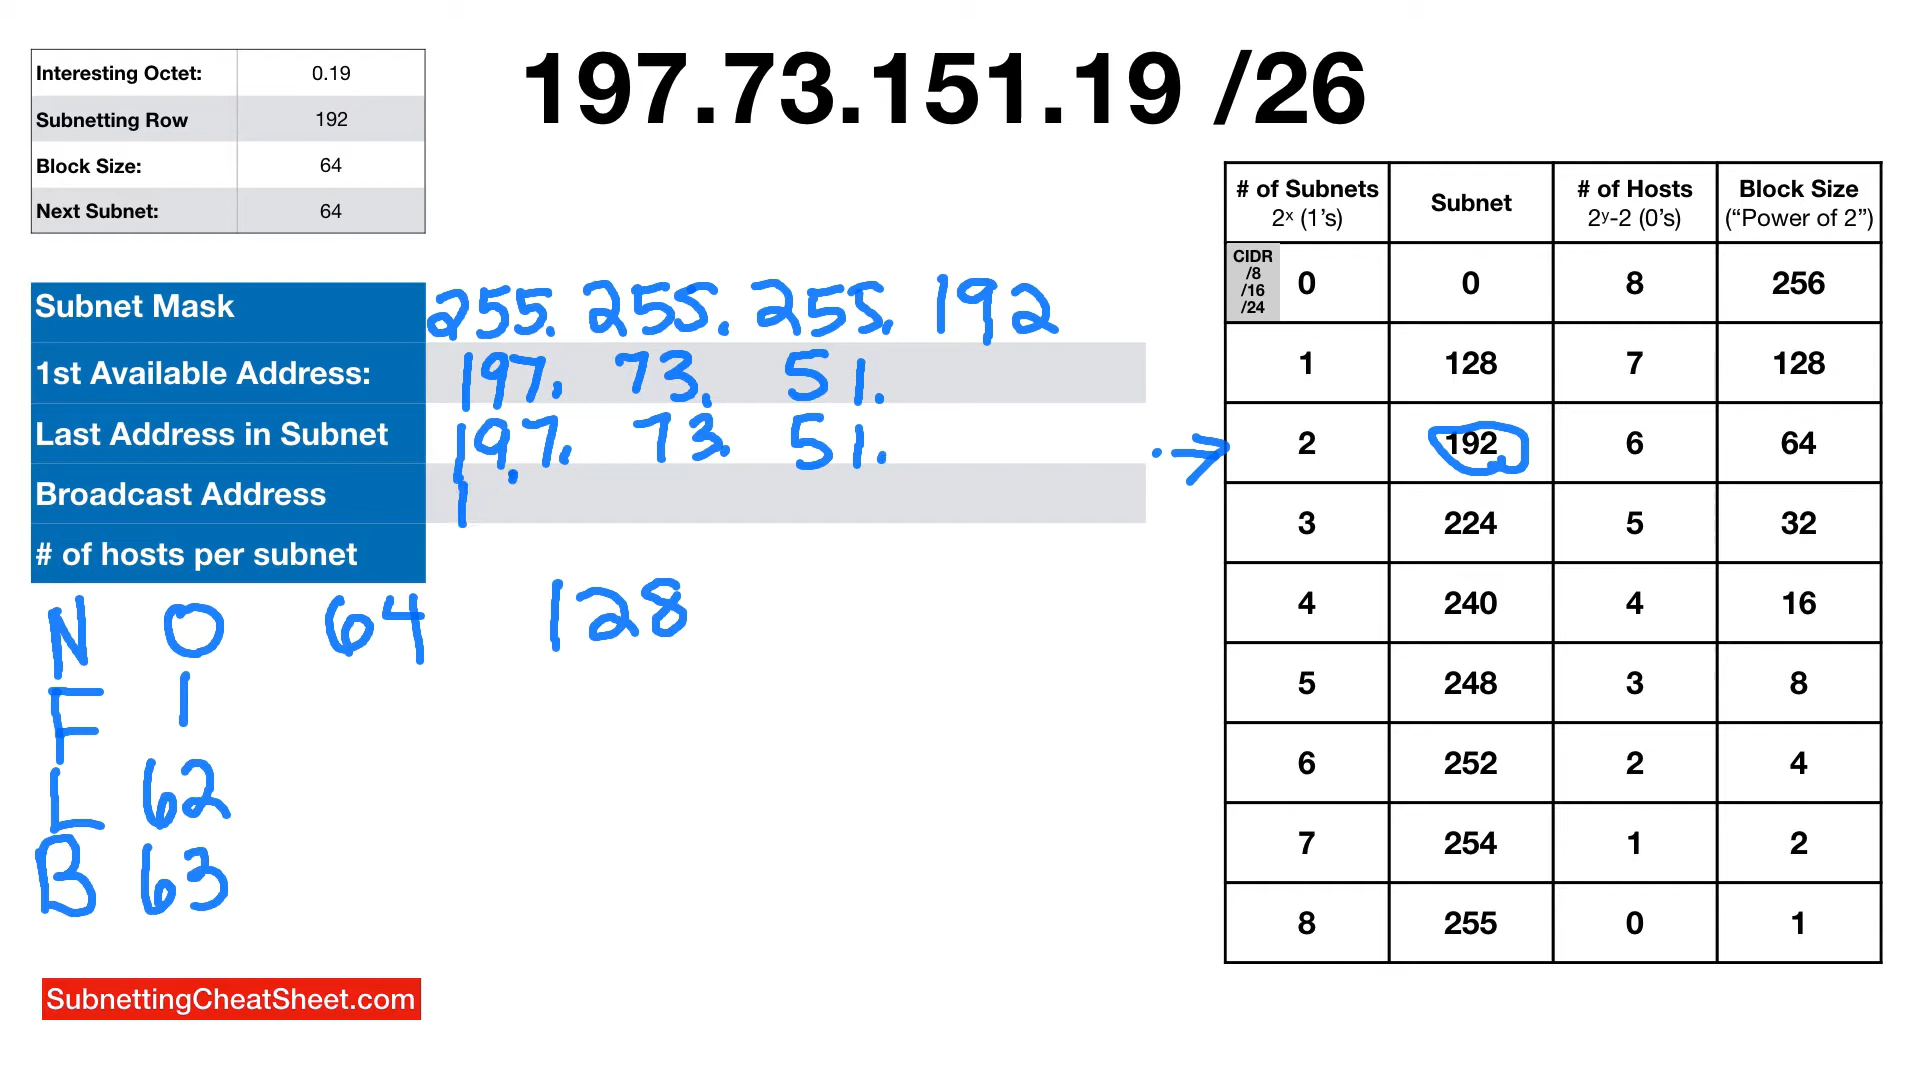 197.73.151.19 /26
Interesting Octet: 0.19
Subnetting Row 192
Block Size: 64
Next Subnet: 64
Subnet Mask 255. 255. 255. 192
1st Available Address: 197. 73. 51.
Last Address in Subnet 197. 73. 51.
Broadcast Address 1
# of hosts per subnet
N 0 64 128
F 1
L 62
B 63
SubnettingCheatSheet.com
# of Subnets Subnet # of Hosts Block Size
2ˣ (1’s) 2ʸ-2 (0’s) (“Power of 2”)
CIDR
/8
/16
/24
0 0 8 256
1 128 7 128
2 192 6 64
3 224 5 32
4 240 4 16
5 248 3 8
6 252 2 4
7 254 1 2
8 255 0 1